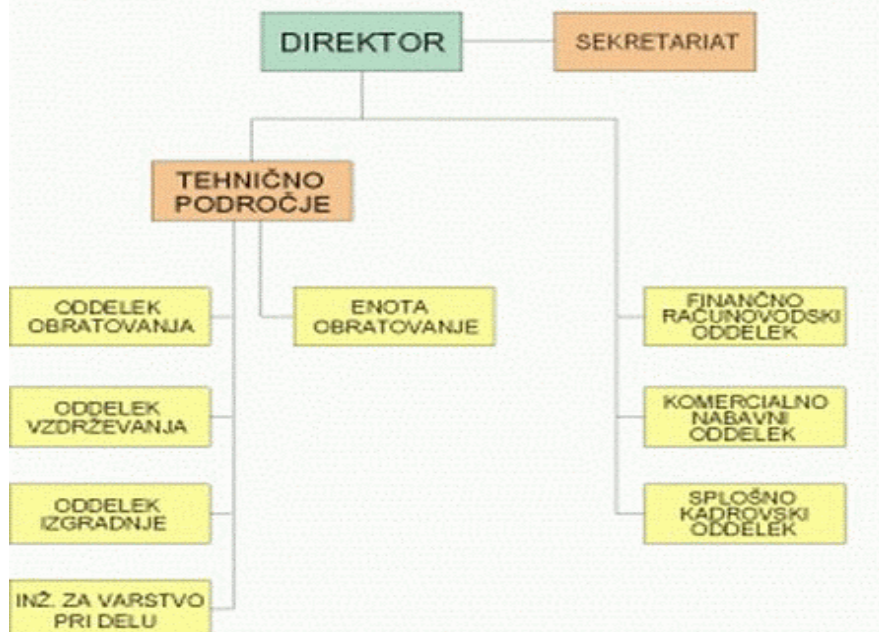 DIREKTOR
SEKRETARIAT
TEHNIČNO
PODROČJE
ODDELEK
OBRATOVANJA
ENOTA
OBRATOVANJE
FINANČNO
RAČUNOVODSKI
ODDELEK
ODDELEK
VZDRŽEVANJA
KOMERCIALNO
NABAVNI
ODDELEK
ODDELEK
IZGRADNJE
SPLOŠNO
KADROVSKI
ODDELEK
INŽ. ZA VARSTVO
PRI DELU